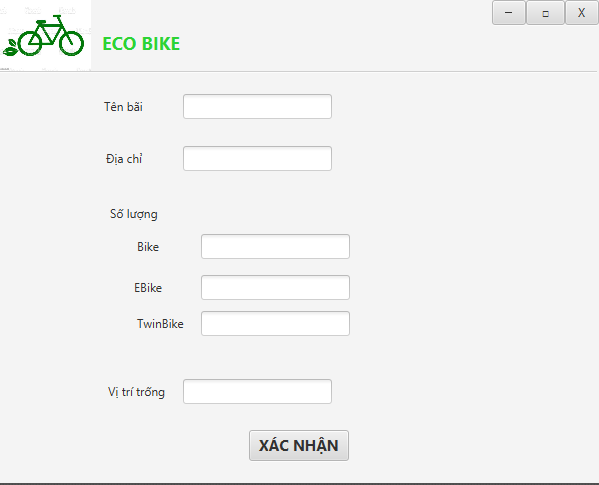 ECO BIKE
X
Tên bãi
Địa chỉ
Số lượng
Bike
EBike
TwinBike
Vị trí trống
XÁC NHẬN